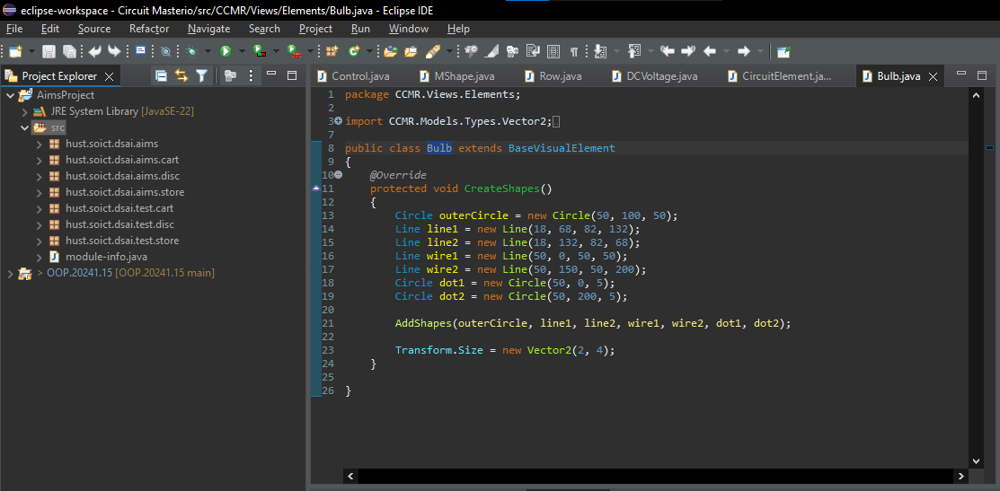 eclipse-workspace - Circuit Masterio/src/CCMR/Views/Elements/Bulb.java - Eclipse IDE
File Edit Source Refactor Navigate Search Project Run Window Help
Project Explorer
AimsProject
JRE System Library [JavaSE-22]
src
hust.soict.dsai.aims
hust.soict.dsai.aims.cart
hust.soict.dsai.aims.disc
hust.soict.dsai.aims.store
hust.soict.dsai.test.cart
hust.soict.dsai.test.disc
hust.soict.dsai.test.store
module-info.java
> OOP.20241.15 [OOP.20241.15 main]
Control.java MShape.java Row.java DCVoltage.java CircuitElement.ja... Bulb.java
1 package CCMR.Views.Elements;
2
3 import CCMR.Models.Types.Vector2;
7
8 public class Bulb extends BaseVisualElement
9 {
10 @Override
11 protected void CreateShapes()
12 {
13 Circle outerCircle = new Circle(50, 100, 50);
14 Line line1 = new Line(18, 68, 82, 132);
15 Line line2 = new Line(18, 132, 82, 68);
16 Line wire1 = new Line(50, 0, 50, 50);
17 Line wire2 = new Line(50, 150, 50, 200);
18 Circle dot1 = new Circle(50, 0, 5);
19 Circle dot2 = new Circle(50, 200, 5);
20
21 AddShapes(outerCircle, line1, line2, wire1, wire2, dot1, dot2);
22
23 Transform.Size = new Vector2(2, 4);
24 }
25
26 }